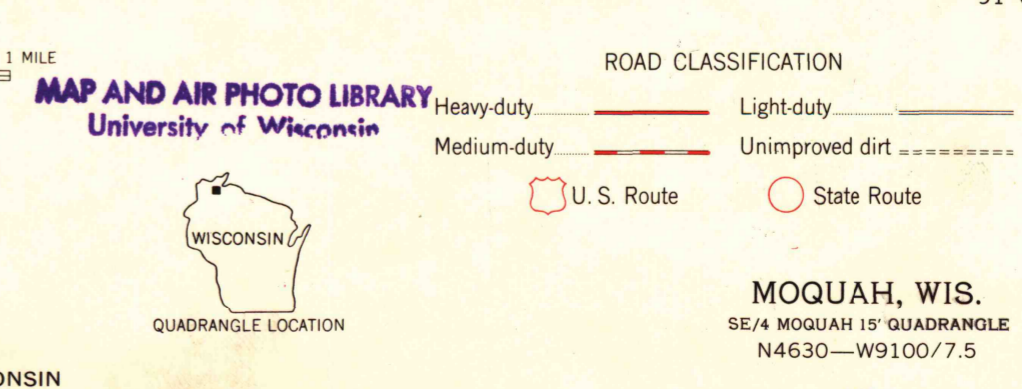 1 MILE
MAP AND AIR PHOTO LIBRARY
University of Wisconsin
WISCONSIN
QUADRANGLE LOCATION
ROAD CLASSIFICATION
Heavy-duty
Light-duty
Medium-duty
Unimproved dirt
U. S. Route
State Route
MOQUAH, WIS.
SE/4 MOQUAH 15' QUADRANGLE
N4630—W9100/7.5